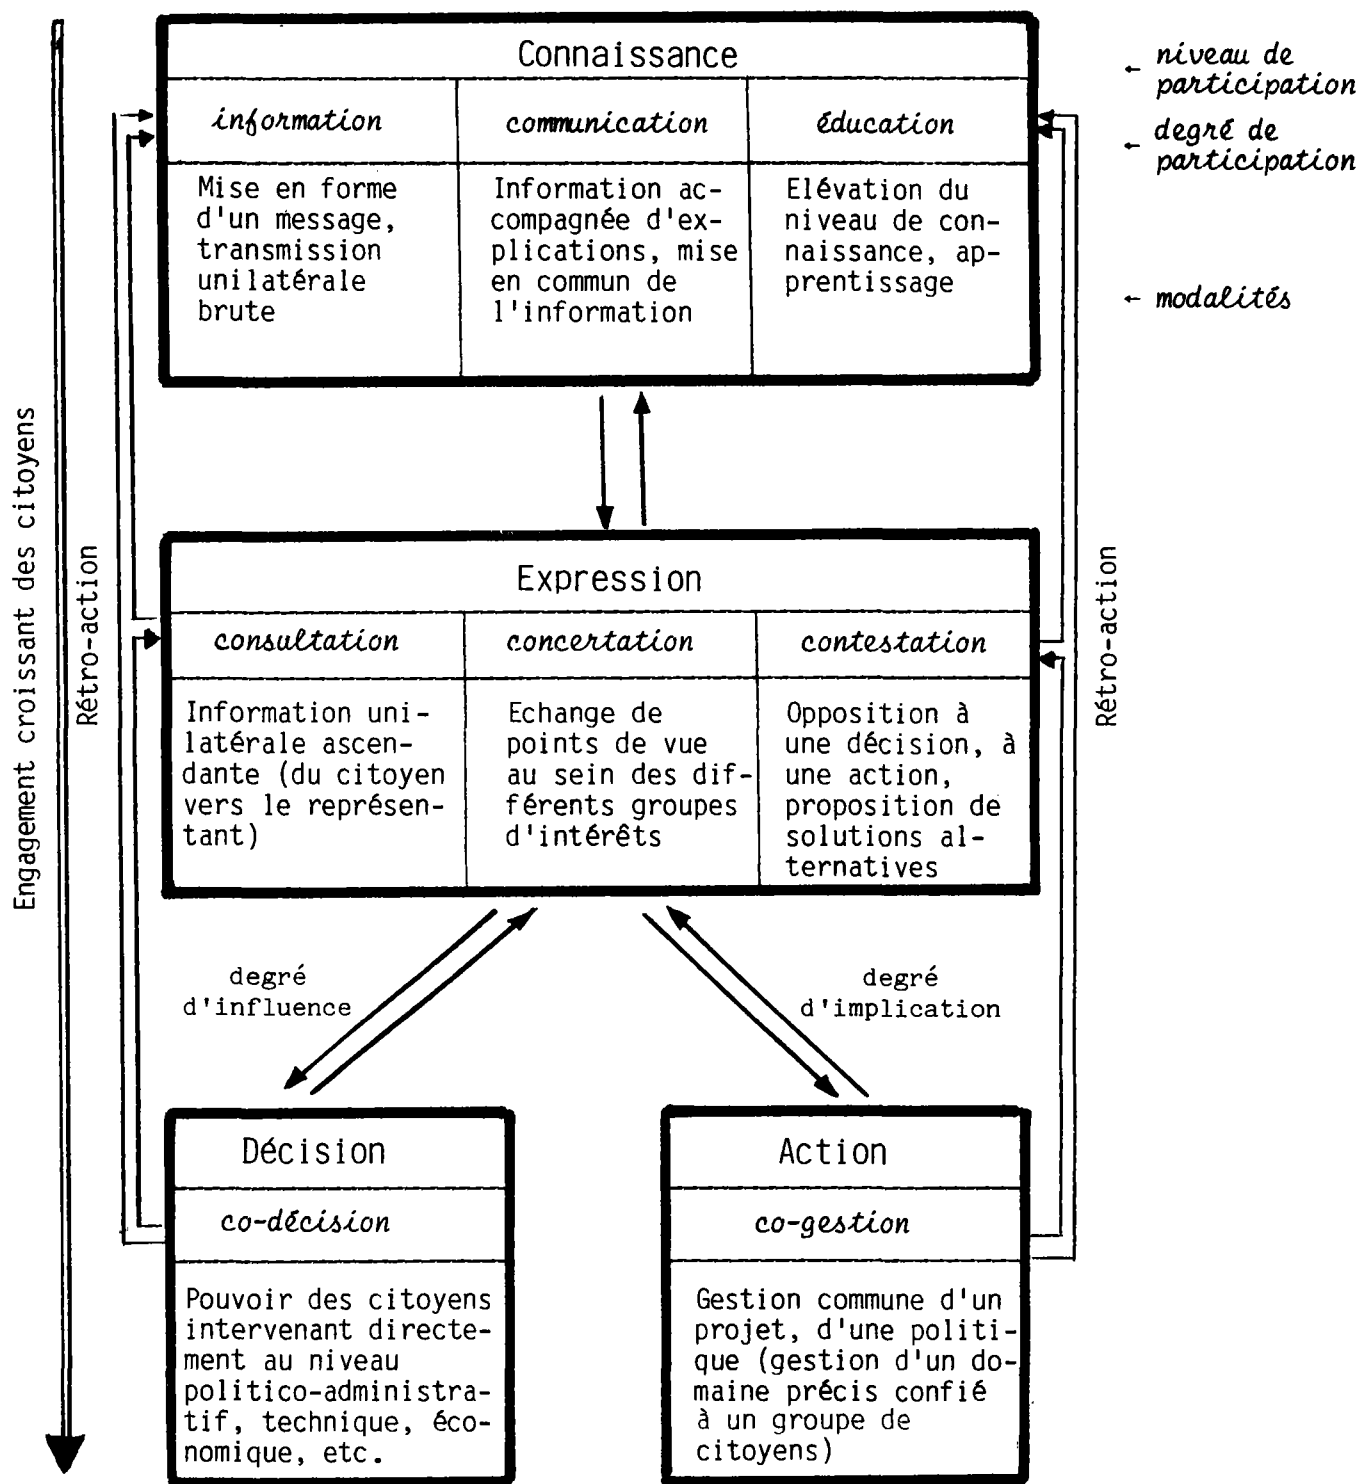 Connaissance
niveau de
participation
information
communication
éducation
degré de
participation
Mise en forme
d'un message,
transmission
unilatérale
brute
Information ac-
compagnée d'ex-
plications, mise
en commun de
l'information
Elévation du
niveau de con-
naissance, ap-
prentissage
modalités
Engagement croissant des citoyens
Rétro-action
Rétro-action
Expression
consultation
concertation
contestation
Information uni-
latérale ascen-
dante (du citoyen
vers le représen-
tant)
Echange de
points de vue
au sein des dif-
férents groupes
d'intérêts
Opposition à
une décision, à
une action,
proposition de
solutions al-
ternatives
degré
d'influence
degré
d'implication
Décision
co-décision
Pouvoir des citoyens
intervenant directe-
ment au niveau
politico-administra-
tif, technique, éco-
nomique, etc.
Action
co-gestion
Gestion commune d'un
projet, d'une politi-
que (gestion d'un do-
maine précis confié
à un groupe de
citoyens)